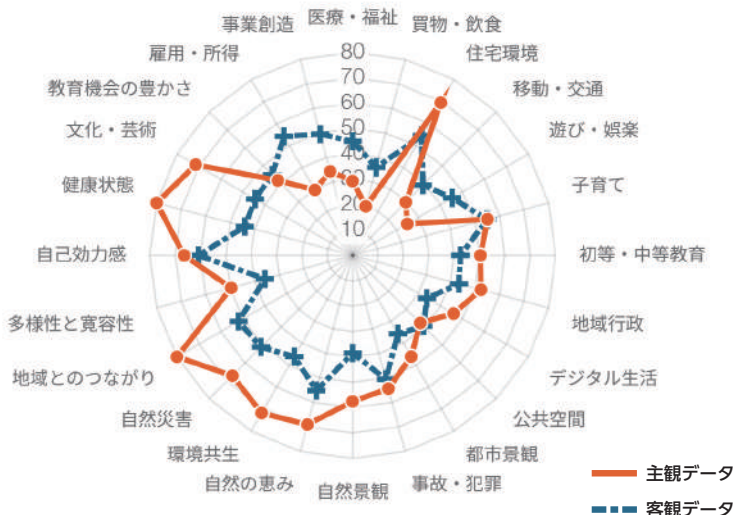 医療・福祉
買物・飲食
住宅環境
移動・交通
遊び・娯楽
子育て
初等・中等教育
地域行政
デジタル生活
公共空間
都市景観
事故・犯罪
自然景観
自然の恵み
環境共生
自然災害
地域とのつながり
多様性と寛容性
自己効力感
健康状態
文化・芸術
教育機会の豊かさ
雇用・所得
事業創造
80
70
60
50
40
30
20
10
主観データ
客観データ